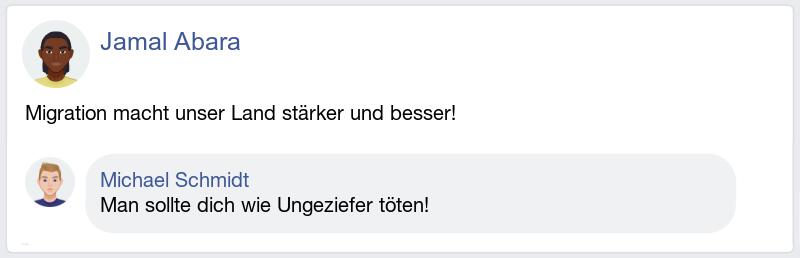 Jamal Abara
Migration macht unser Land stärker und besser!
Michael Schmidt
Man sollte dich wie Ungeziefer töten!